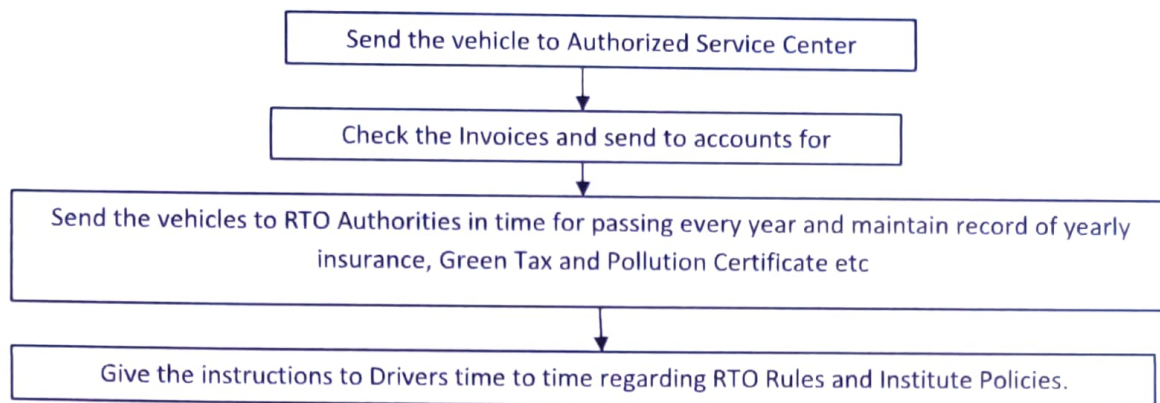 Send the vehicle to Authorized Service Center
Check the Invoices and send to accounts for
Send the vehicles to RTO Authorities in time for passing every year and maintain record of yearly
insurance, Green Tax and Pollution Certificate etc
Give the instructions to Drivers time to time regarding RTO Rules and Institute Policies.